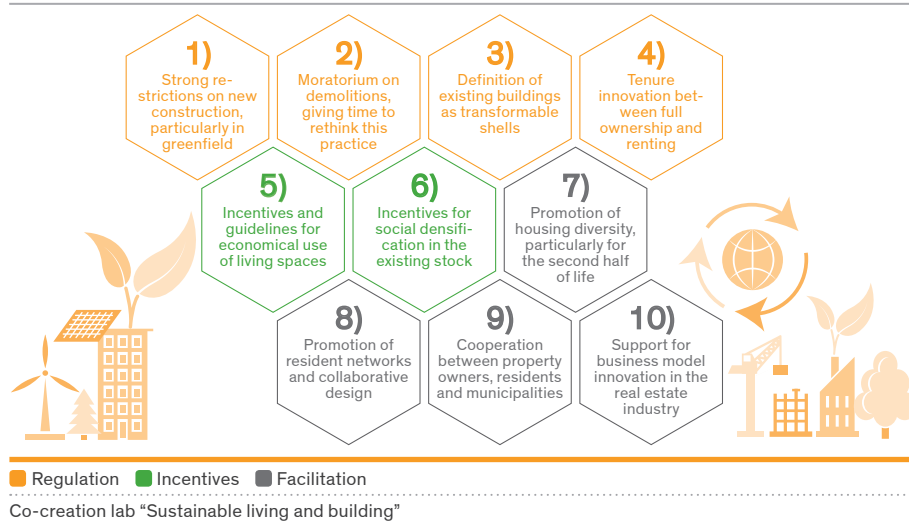 1)
Strong re-
strictions on new
construction,
particularly in
greenfield
2)
Moratorium on
demolitions,
giving time to
rethink this
practice
3)
Definition of
existing buildings
as transformable
shells
4)
Tenure
innovation bet-
ween full
ownership and
renting
5)
Incentives and
guidelines for
economical use
of living spaces
6)
Incentives for
social densifi-
cation in the
existing stock
7)
Promotion of
housing diversity,
particularly for
the second half
of life
8)
Promotion of
resident networks
and collaborative
design
9)
Cooperation
between property
owners, residents
and municipalities
10)
Support for
business model
innovation in the
real estate
industry
Regulation Incentives Facilitation
Co-creation lab “Sustainable living and building”